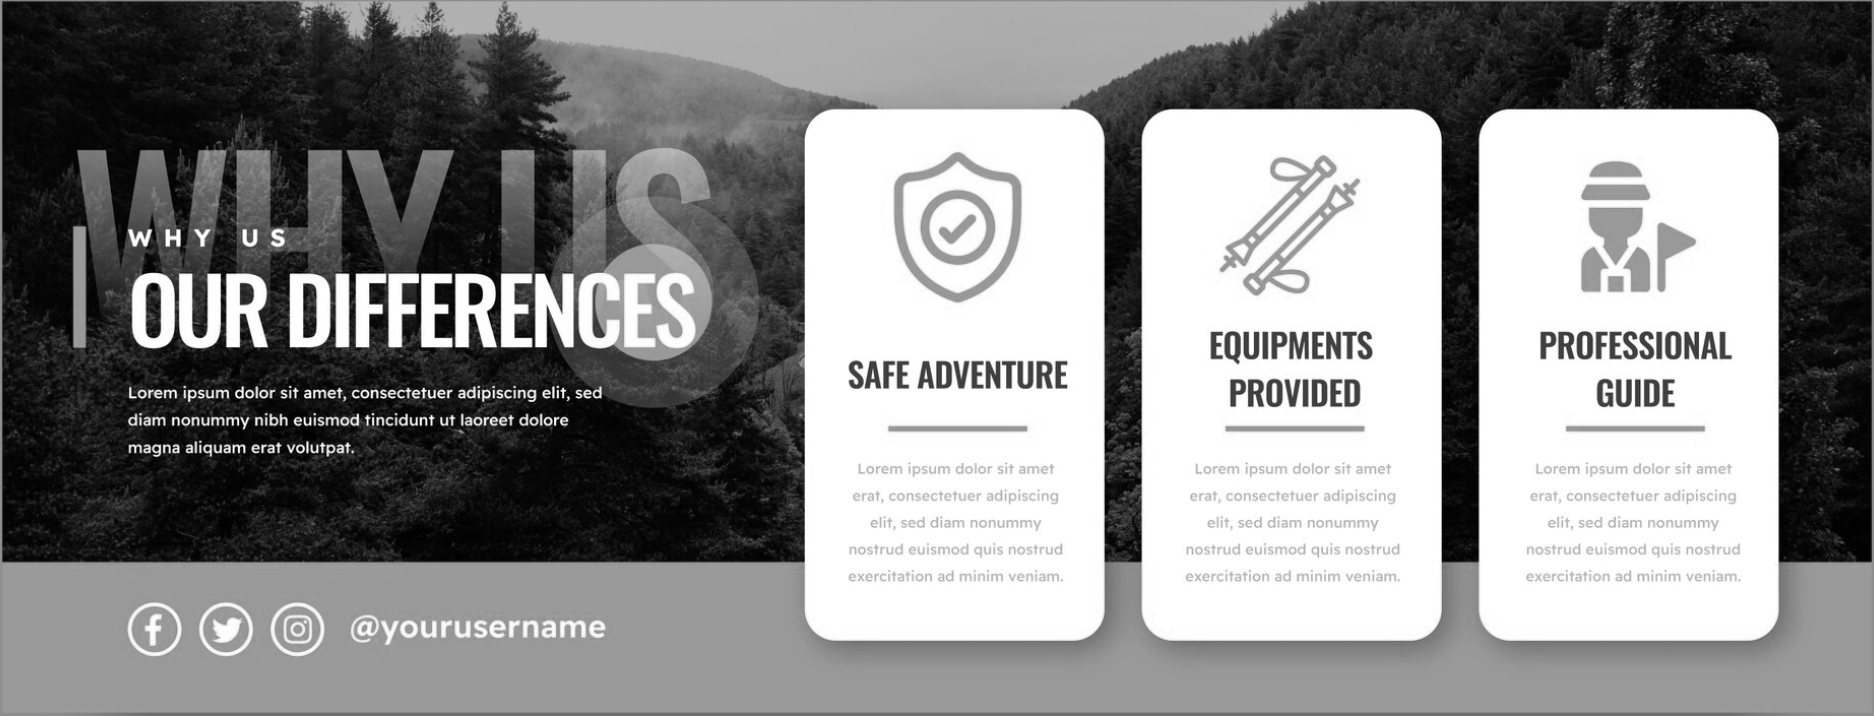 WHY US
WHY US
OUR DIFFERENCES
Lorem ipsum dolor sit amet, consectetuer adipiscing elit, sed
diam nonummy nibh euismod tincidunt ut laoreet dolore
magna aliquam erat volutpat.
@yourusername
SAFE ADVENTURE
Lorem ipsum dolor sit amet
erat, consectetuer adipiscing
elit, sed diam nonummy
nostrud euismod quis nostrud
exercitation ad minim veniam.
EQUIPMENTS
PROVIDED
Lorem ipsum dolor sit amet
erat, consectetuer adipiscing
elit, sed diam nonummy
nostrud euismod quis nostrud
exercitation ad minim veniam.
PROFESSIONAL
GUIDE
Lorem ipsum dolor sit amet
erat, consectetuer adipiscing
elit, sed diam nonummy
nostrud euismod quis nostrud
exercitation ad minim veniam.